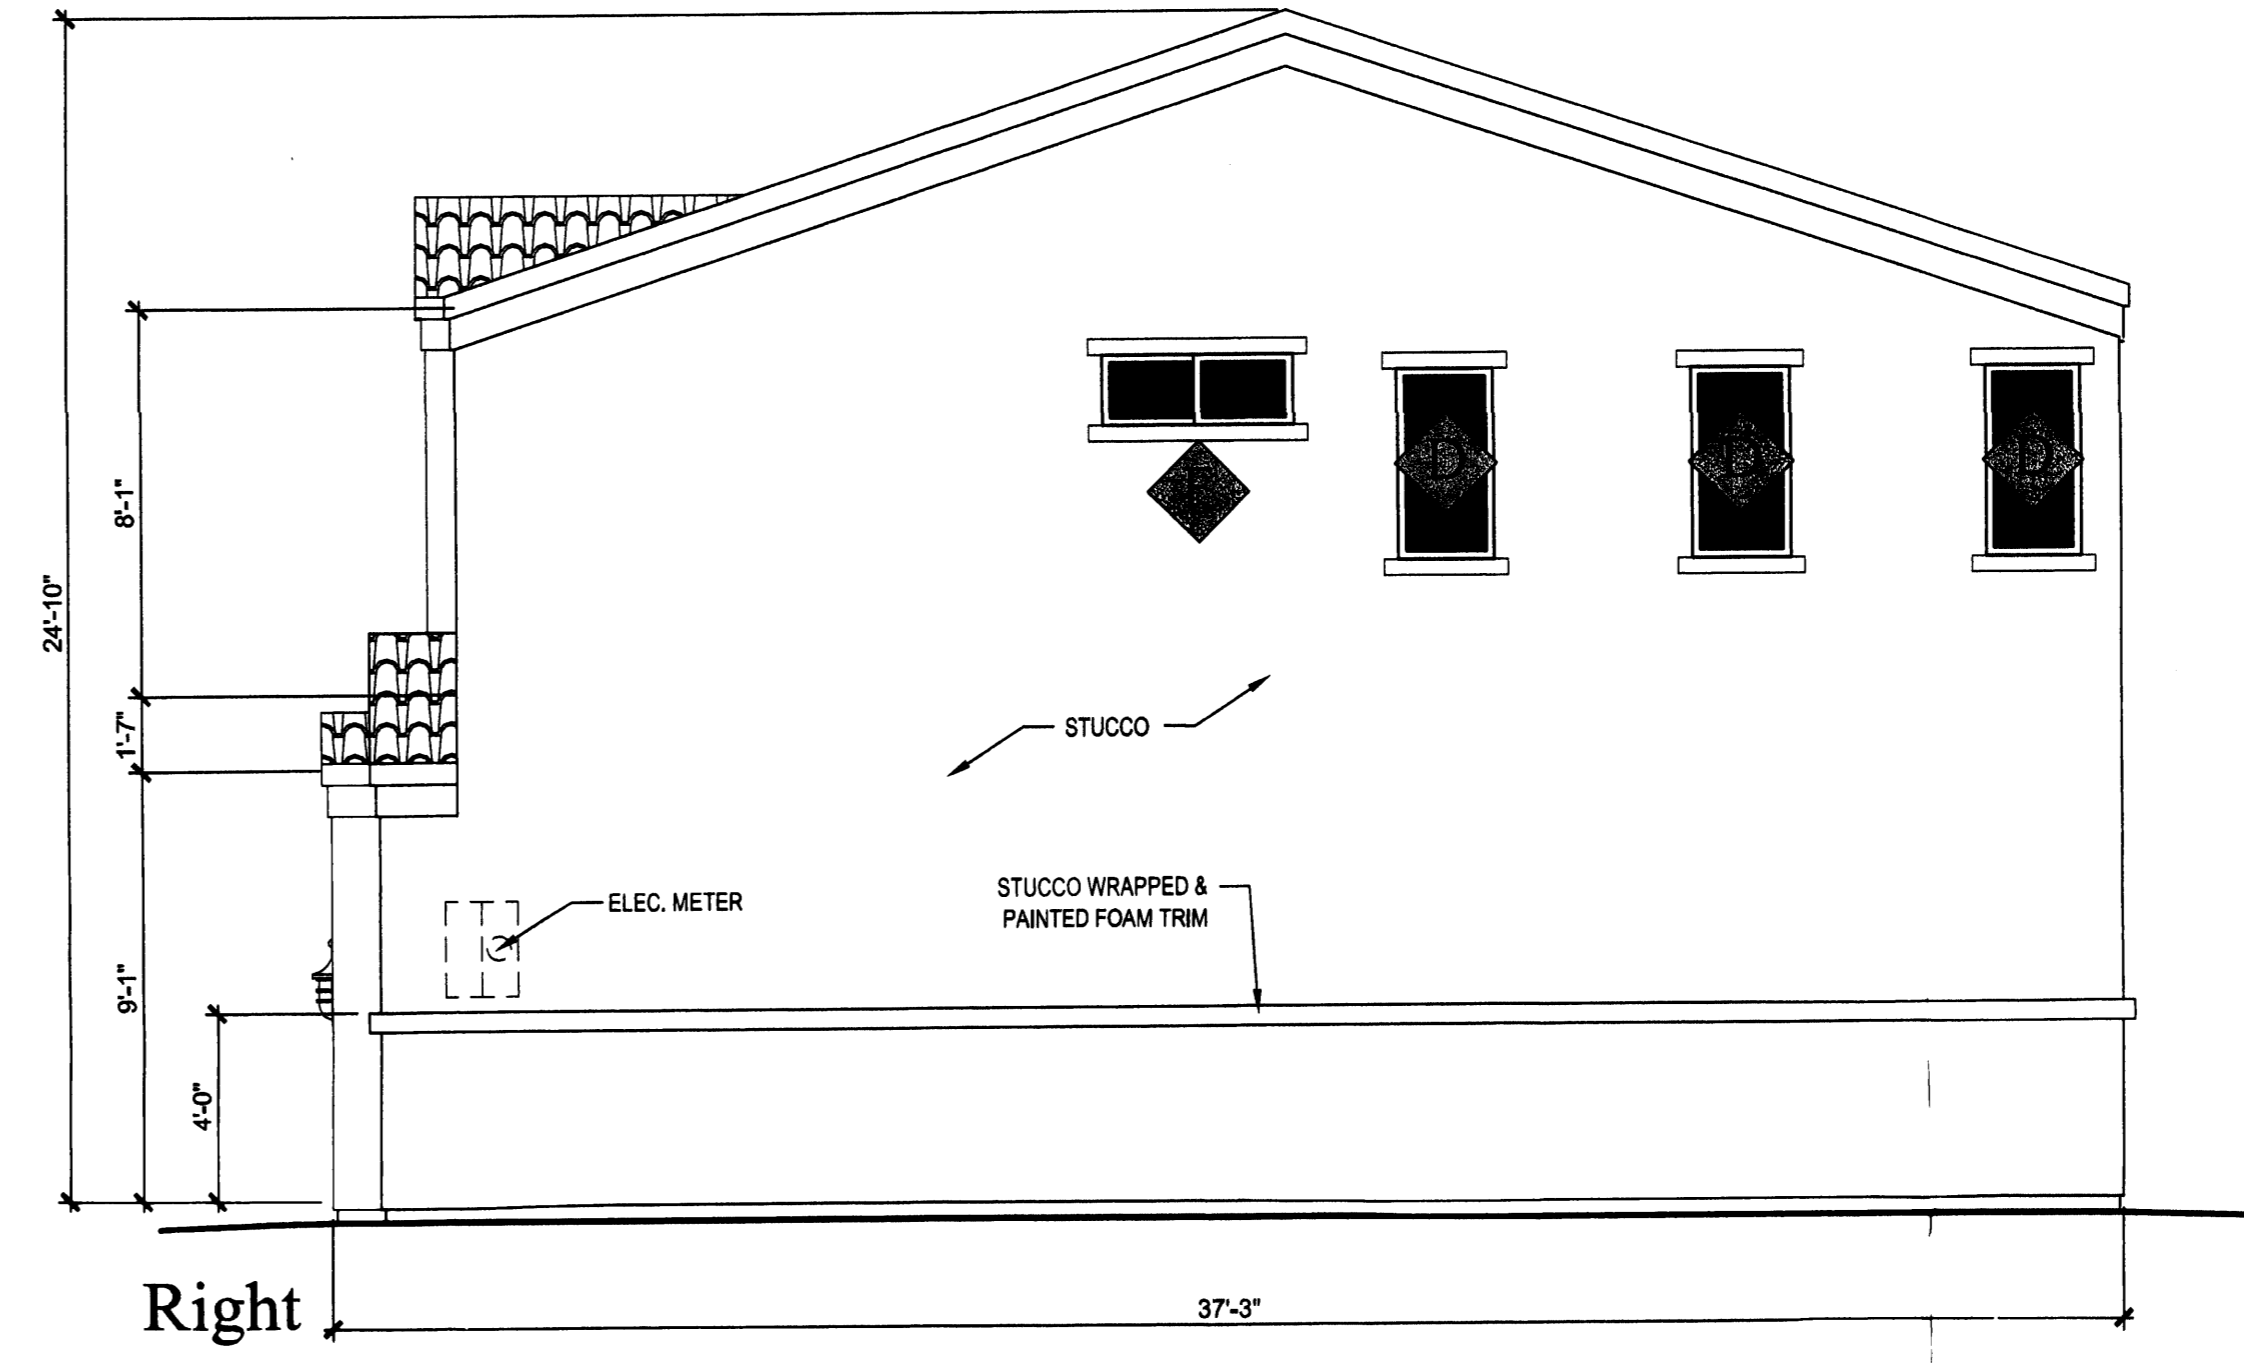 24'-10"
8'-1"
1'-7"
9'-1"
4'-0"
D
D
D
STUCCO
ELEC. METER
STUCCO WRAPPED &
PAINTED FOAM TRIM
Right
37'-3"